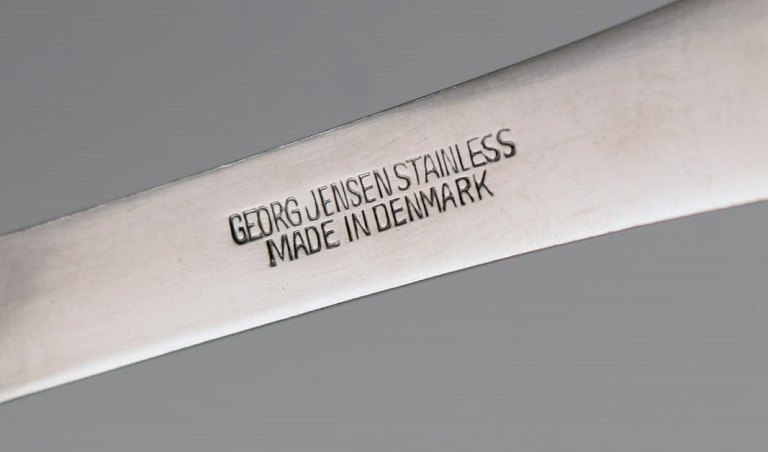 GEORG JENSEN STAINLESS
MADE IN DENMARK